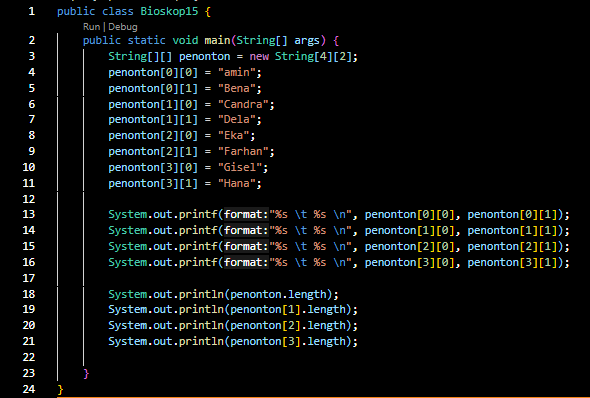 1 public class Bioskop15 {
Run | Debug
2 public static void main(String[] args) {
3 String[][] penonton = new String[4][2];
4 penonton[0][0] = "amin";
5 penonton[0][1] = "Bena";
6 penonton[1][0] = "Candra";
7 penonton[1][1] = "Dela";
8 penonton[2][0] = "Eka";
9 penonton[2][1] = "Farhan";
10 penonton[3][0] = "Gisel";
11 penonton[3][1] = "Hana";
12
13 System.out.printf(format:"%s \t %s \n", penonton[0][0], penonton[0][1]);
14 System.out.printf(format:"%s \t %s \n", penonton[1][0], penonton[1][1]);
15 System.out.printf(format:"%s \t %s \n", penonton[2][0], penonton[2][1]);
16 System.out.printf(format:"%s \t %s \n", penonton[3][0], penonton[3][1]);
17
18 System.out.println(penonton.length);
19 System.out.println(penonton[1].length);
20 System.out.println(penonton[2].length);
21 System.out.println(penonton[3].length);
22
23 }
24 }